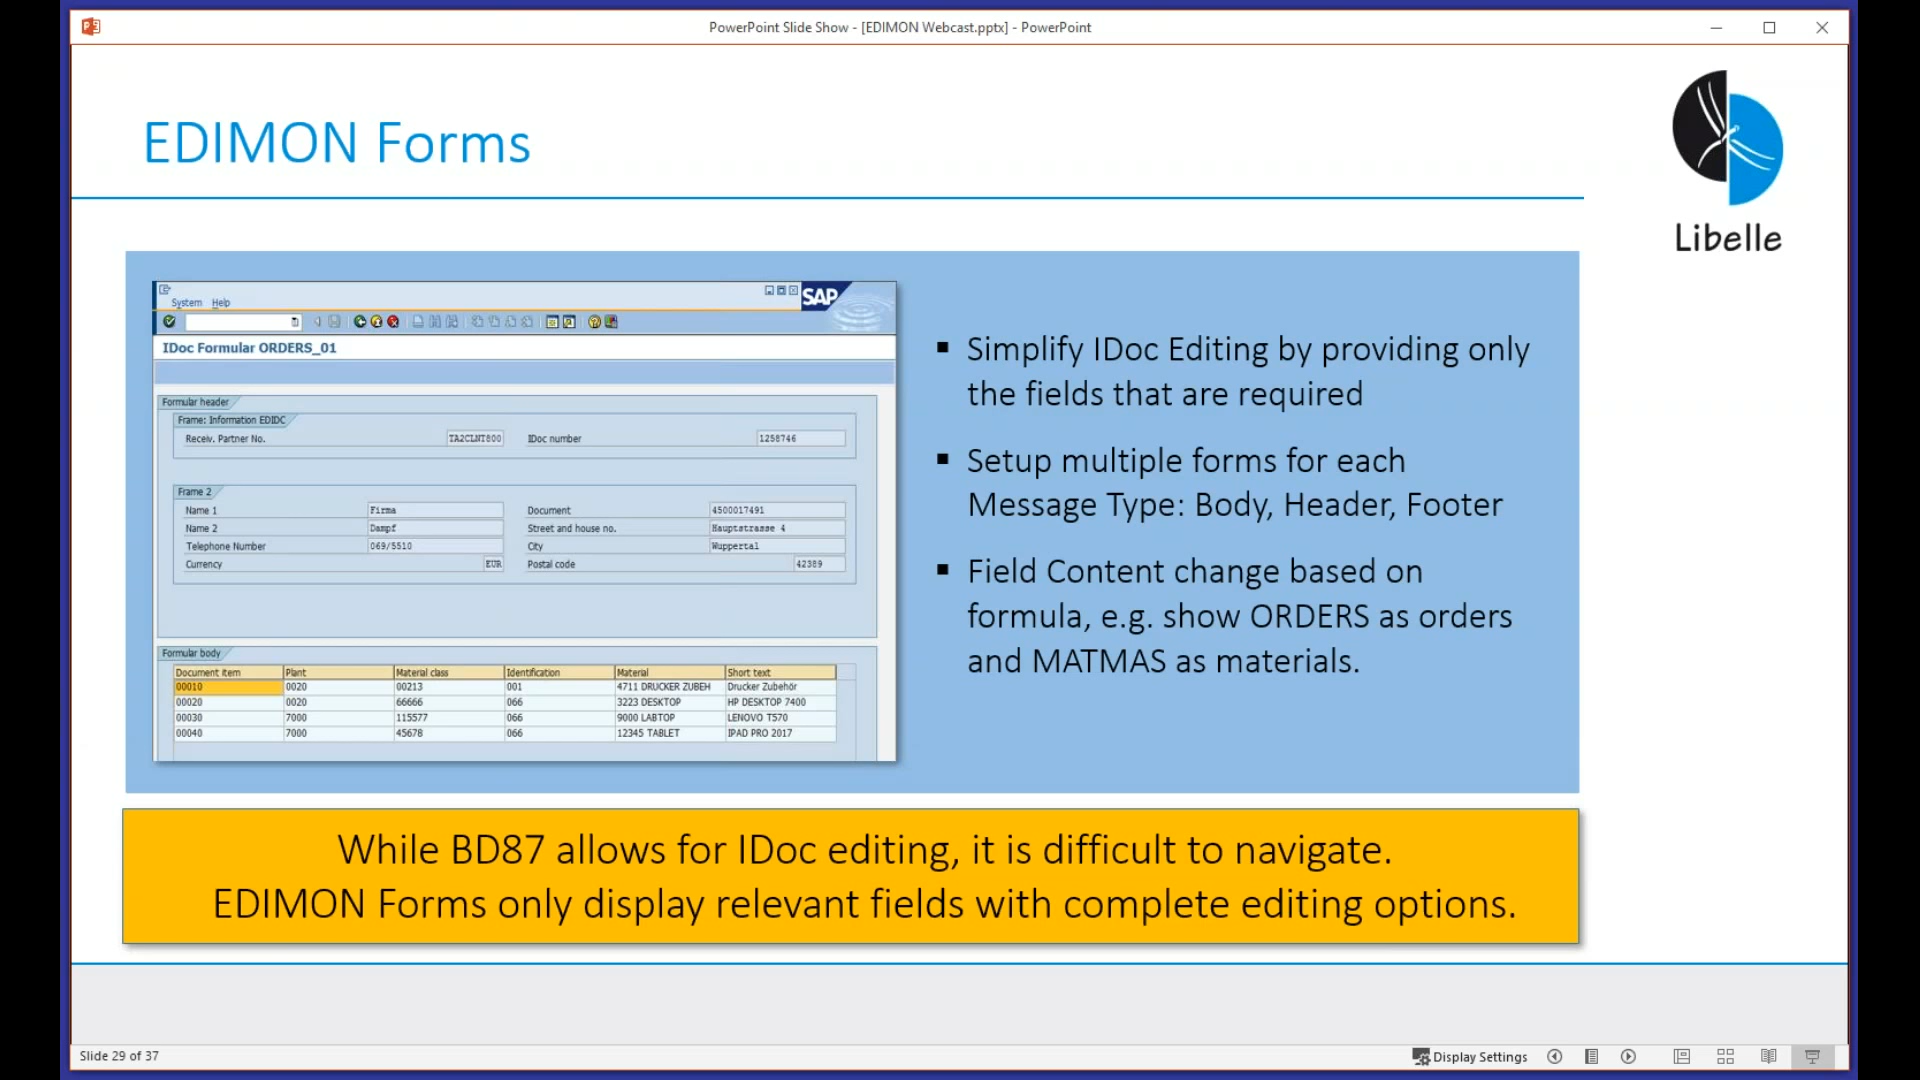 PowerPoint Slide Show - [EDIMON Webcast.pptx] - PowerPoint
EDIMON Forms
Libelle
System Help
SAP
IDoc Formular ORDERS_01
Formular header
Frame: Information EDIDC
Receiv. Partner No. TA2CLNT800 IDoc number 1258746
Frame 2
Name 1 Firma Document 4500017491
Name 2 Dampf Street and house no. Hauptstrasse 4
Telephone Number 069/5510 City Wuppertal
Currency EUR Postal code 42389
Formular body
Document item Plant Material class Identification Material Short text
00010 0020 00213 001 4711 DRUCKER ZUBEH Drucker Zubehör
00020 0020 66666 066 3223 DESKTOP HP DESKTOP 7400
00030 7000 115577 066 9000 LABTOP LENOVO T570
00040 7000 45678 066 12345 TABLET IPAD PRO 2017
▪ Simplify IDoc Editing by providing only
the fields that are required
▪ Setup multiple forms for each
Message Type: Body, Header, Footer
▪ Field Content change based on
formula, e.g. show ORDERS as orders
and MATMAS as materials.
While BD87 allows for IDoc editing, it is difficult to navigate.
EDIMON Forms only display relevant fields with complete editing options.
Slide 29 of 37
Display Settings